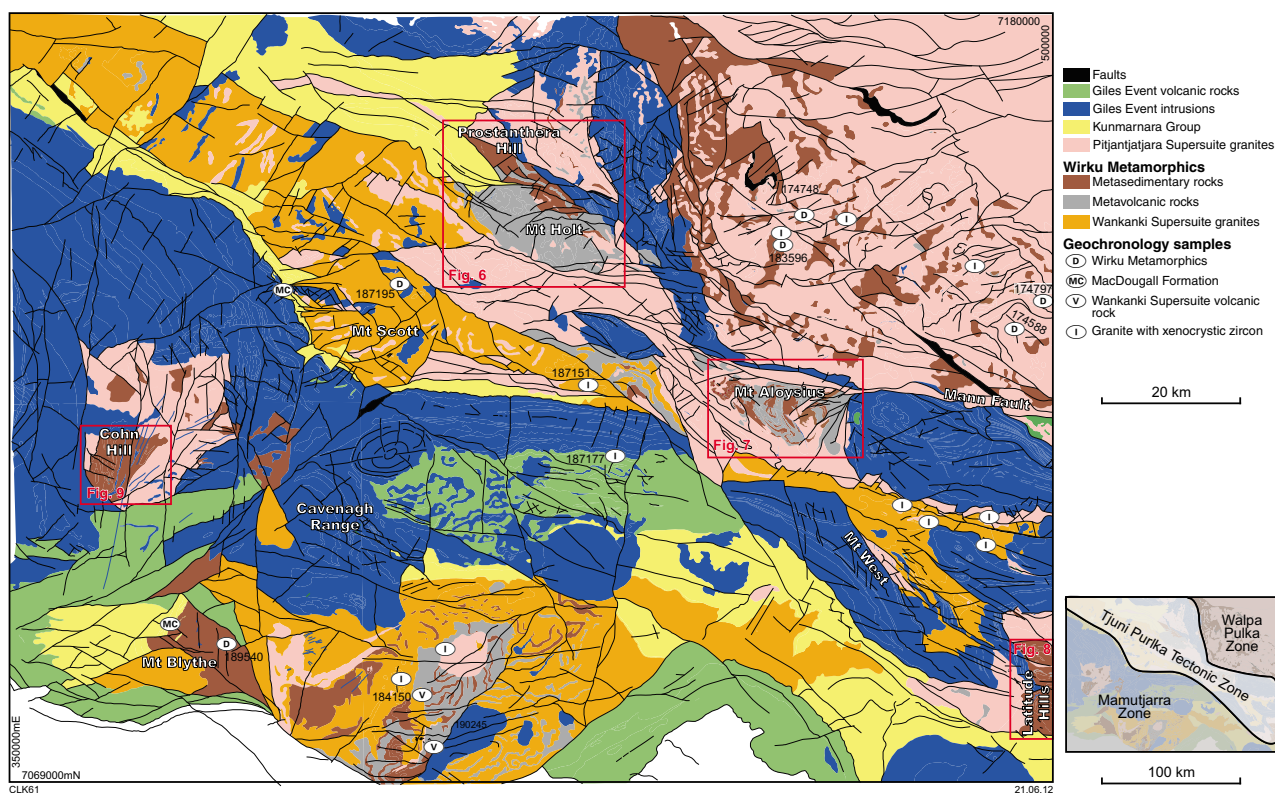 7180000
500000
Prostanthera
Hill
Mt Holt
Fig. 6
174748
D
I
I
D
183596
I
174797
D
174588
D
MC
187195
D
Mt Scott
187151
I
Mt Aloysius
Fig. 7
Mann Fault
Cohn
Hill
Fig. 9
187177
I
Cavenagh
Range
I
I
I
I
Mt West
MC
D
Mt Blythe
189540
I
I
184150
V
190245
V
Fig. 8
Latitude
Hills
350000mE
7069000mN
CLK61
21.06.12
Faults
Giles Event volcanic rocks
Giles Event intrusions
Kunmarnara Group
Pitjantjatjara Supersuite granites
Wirku Metamorphics
Metasedimentary rocks
Metavolcanic rocks
Wankanki Supersuite granites
Geochronology samples
D Wirku Metamorphics
MC MacDougall Formation
V Wankanki Supersuite volcanic
rock
I Granite with xenocrystic zircon
20 km
Tjuni Purlka Tectonic Zone
Walpa
Pulka
Zone
Mamutjarra
Zone
100 km